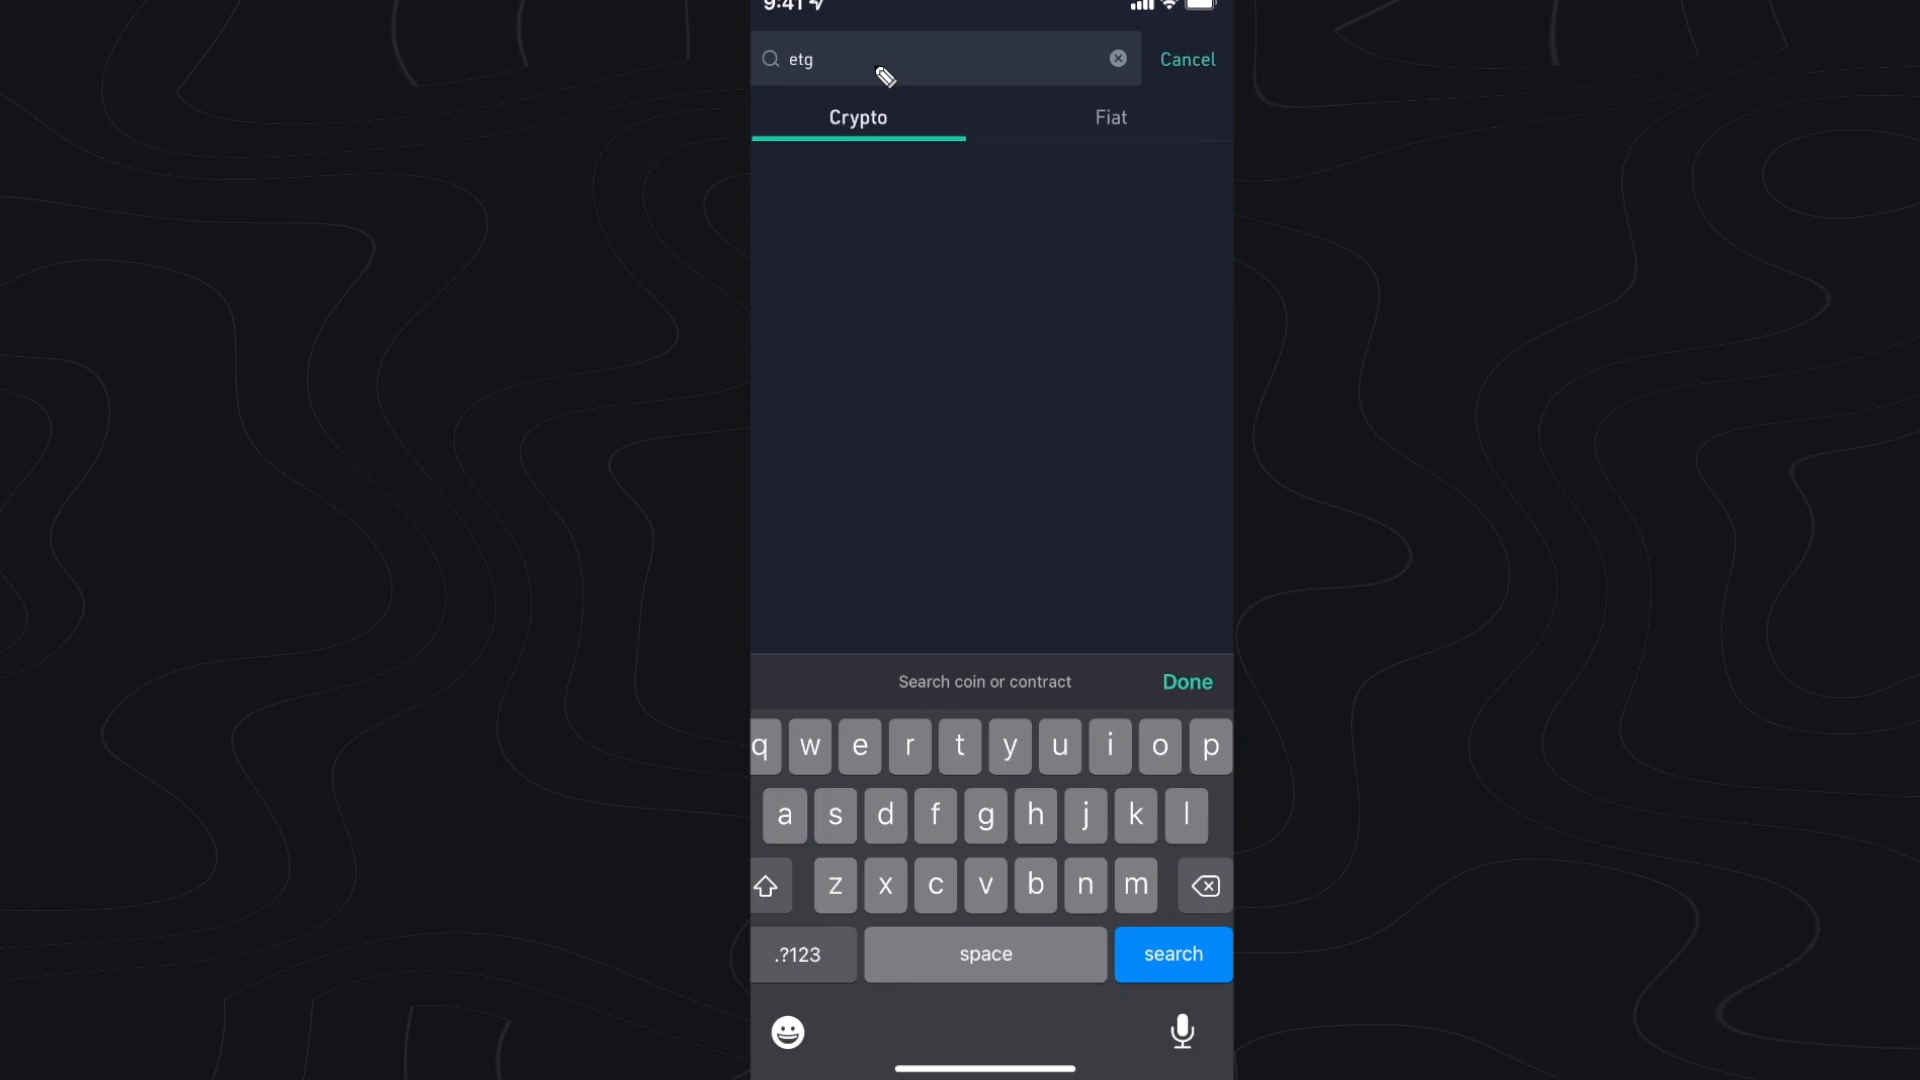 9:41
etg
Cancel
Crypto
Fiat
Search coin or contract
Done
q w e r t y u i o p
a s d f g h j k l
z x c v b n m
.?123
space
search